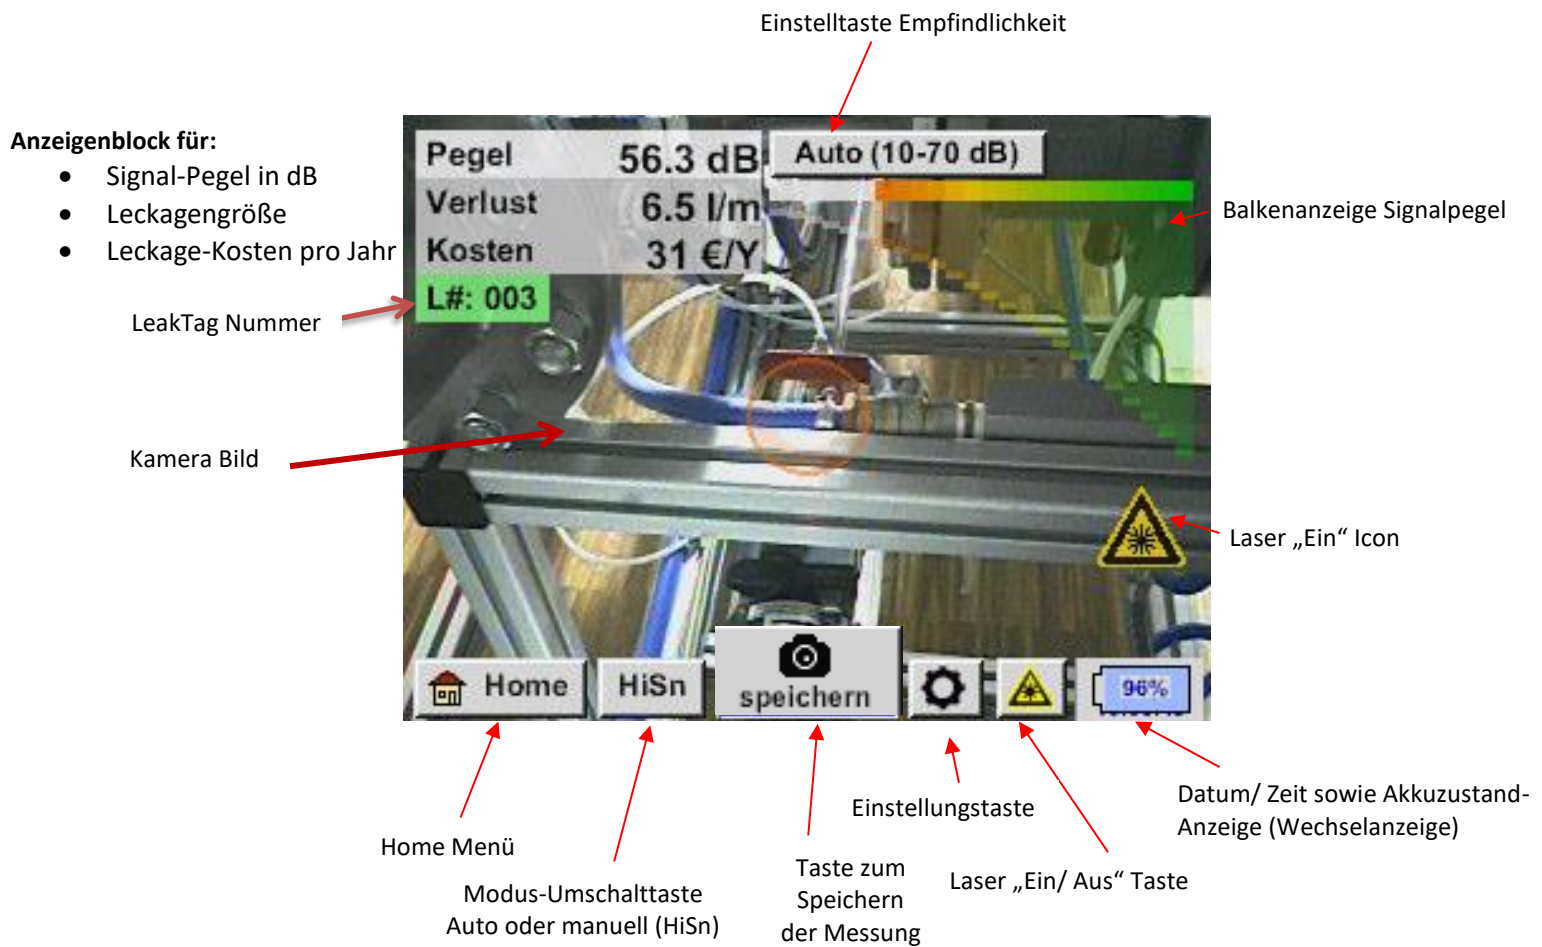 Einstelltaste Empfindlichkeit
Anzeigenblock für:
• Signal-Pegel in dB
• Leckagengröße
• Leckage-Kosten pro Jahr
LeakTag Nummer
Kamera Bild
Pegel 56.3 dB
Verlust 6.5 l/m
Kosten 31 €/Y
L#: 003
Auto (10-70 dB)
Balkenanzeige Signalpegel
Laser „Ein“ Icon
Home
HiSn
speichern
96%
Home Menü
Modus-Umschalttaste
Auto oder manuell (HiSn)
Taste zum
Speichern
der Messung
Einstellungstaste
Laser „Ein/ Aus“ Taste
Datum/ Zeit sowie Akkuzustand-
Anzeige (Wechselanzeige)